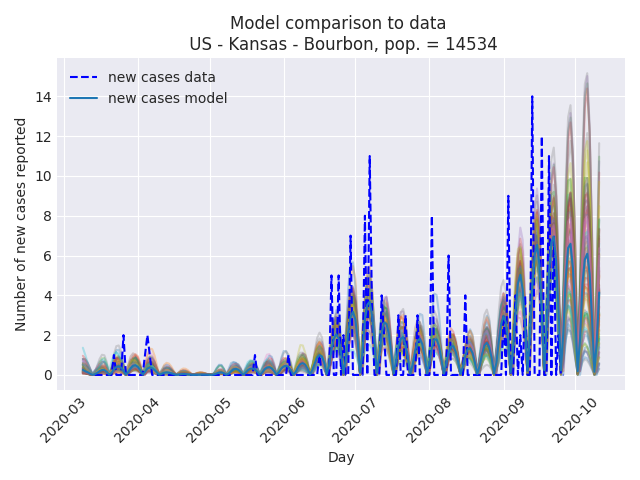 Model comparison to data
US - Kansas - Bourbon, pop. = 14534
new cases data
new cases model
Number of new cases reported
14
12
10
8
6
4
2
0
2020-03
2020-04
2020-05
2020-06
2020-07
2020-08
2020-09
2020-10
Day